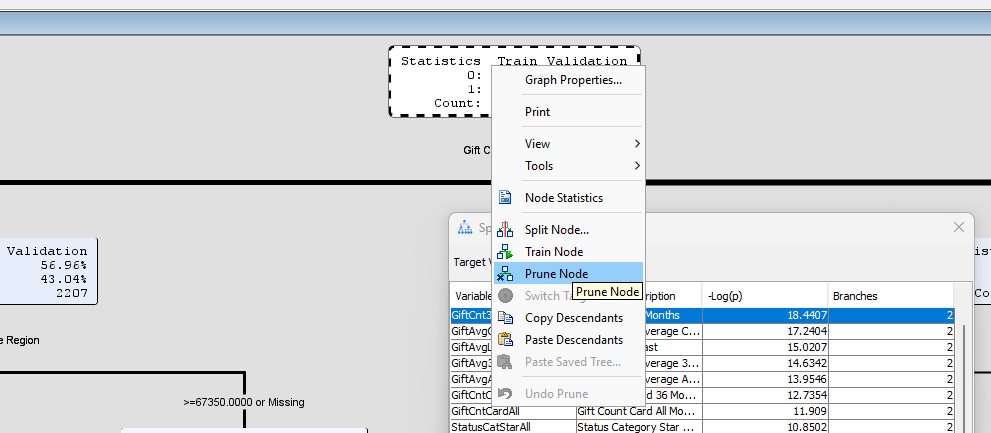 Statistics Train Validation
0:
1:
Count:
Gift C
Graph Properties...
Print
View
Tools
Node Statistics
Split Node...
Train Node
Prune Node
Switch Ta
Prune Node
Copy Descendants
Paste Descendants
Paste Saved Tree...
Undo Prune
Validation
56.96%
43.04%
2207
e Region
>=67350.0000 or Missing
Sp
Target V
Variable ription -Log(p) Branches
GiftCnt3 Months 18.4407 2
GiftAvgC verage C... 17.2404 2
GiftAvgL ast 15.0207 2
GiftAvg3 verage 3... 14.6342 2
GiftAvgA verage A... 13.9546 2
GiftCnt d 36 Mo... 12.7354 2
GiftCntCardAll Gift Count Card All Mo... 11.909 2
StatusCatStarAll Status Category Star ... 10.8502 2
ist
Co